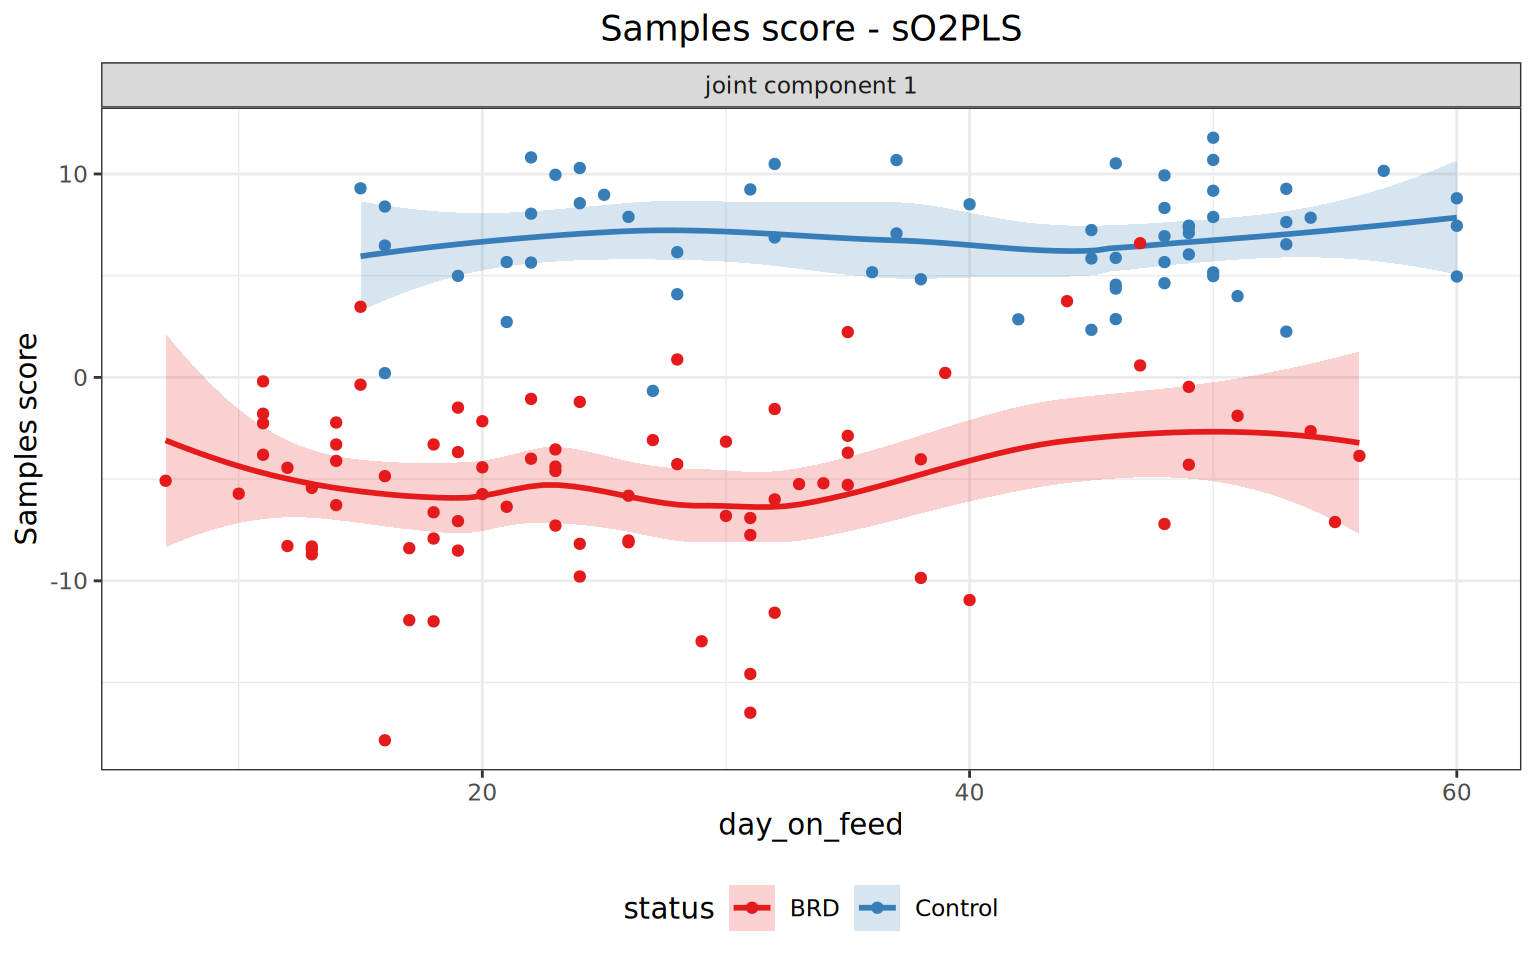 Samples score - sO2PLS
joint component 1
Samples score
10
0
-10
20
40
60
day_on_feed
status
BRD
Control